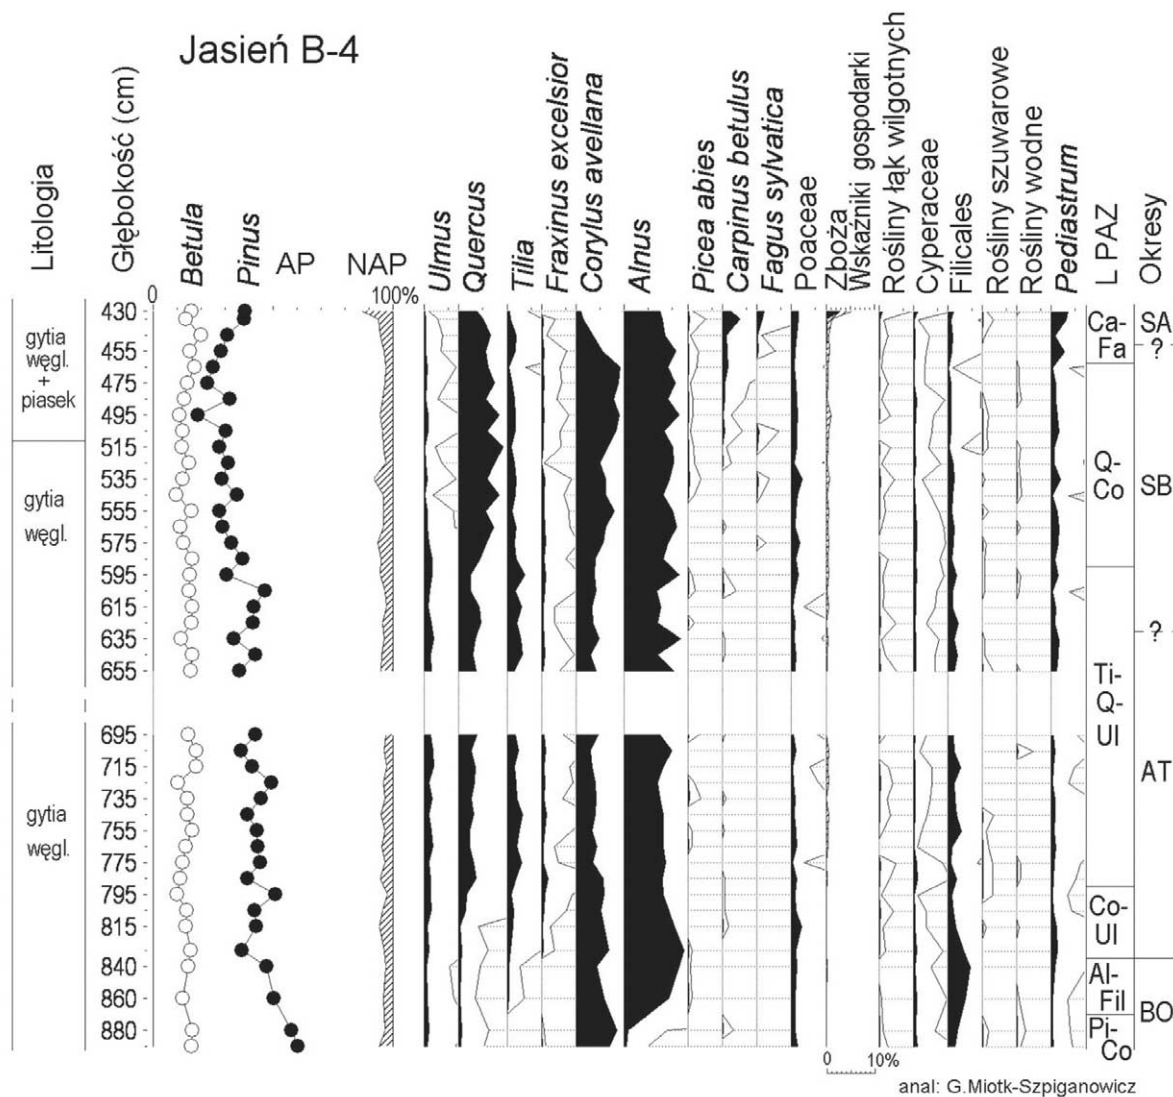 Jasień B-4
Litologia
Głębokość (cm)
Betula
Pinus
AP
NAP
Ulmus
Quercus
Tilia
Fraxinus excelsior
Corylus avellana
Alnus
Picea abies
Carpinus betulus
Fagus sylvatica
Poaceae
Zboża
Wskaźniki gospodarki
Rośliny łąk wilgotnych
Cyperaceae
Filicales
Rośliny szuwarowe
Rośliny wodne
Pediastrum
L PAZ
Okresy
0
100%
gytia
węgl.
+
piasek
gytia
węgl.
gytia
węgl.
430
455
475
495
515
535
555
575
595
615
635
655
695
715
735
755
775
795
815
840
860
880
Ca-
Fa
Q-
Co
Ti-
Q-
Ul
Co-
Ul
Al-
Fil
Pi-
Co
SA
?
SB
?
AT
BO
0
10%
anal: G.Miotk-Szpiganowicz